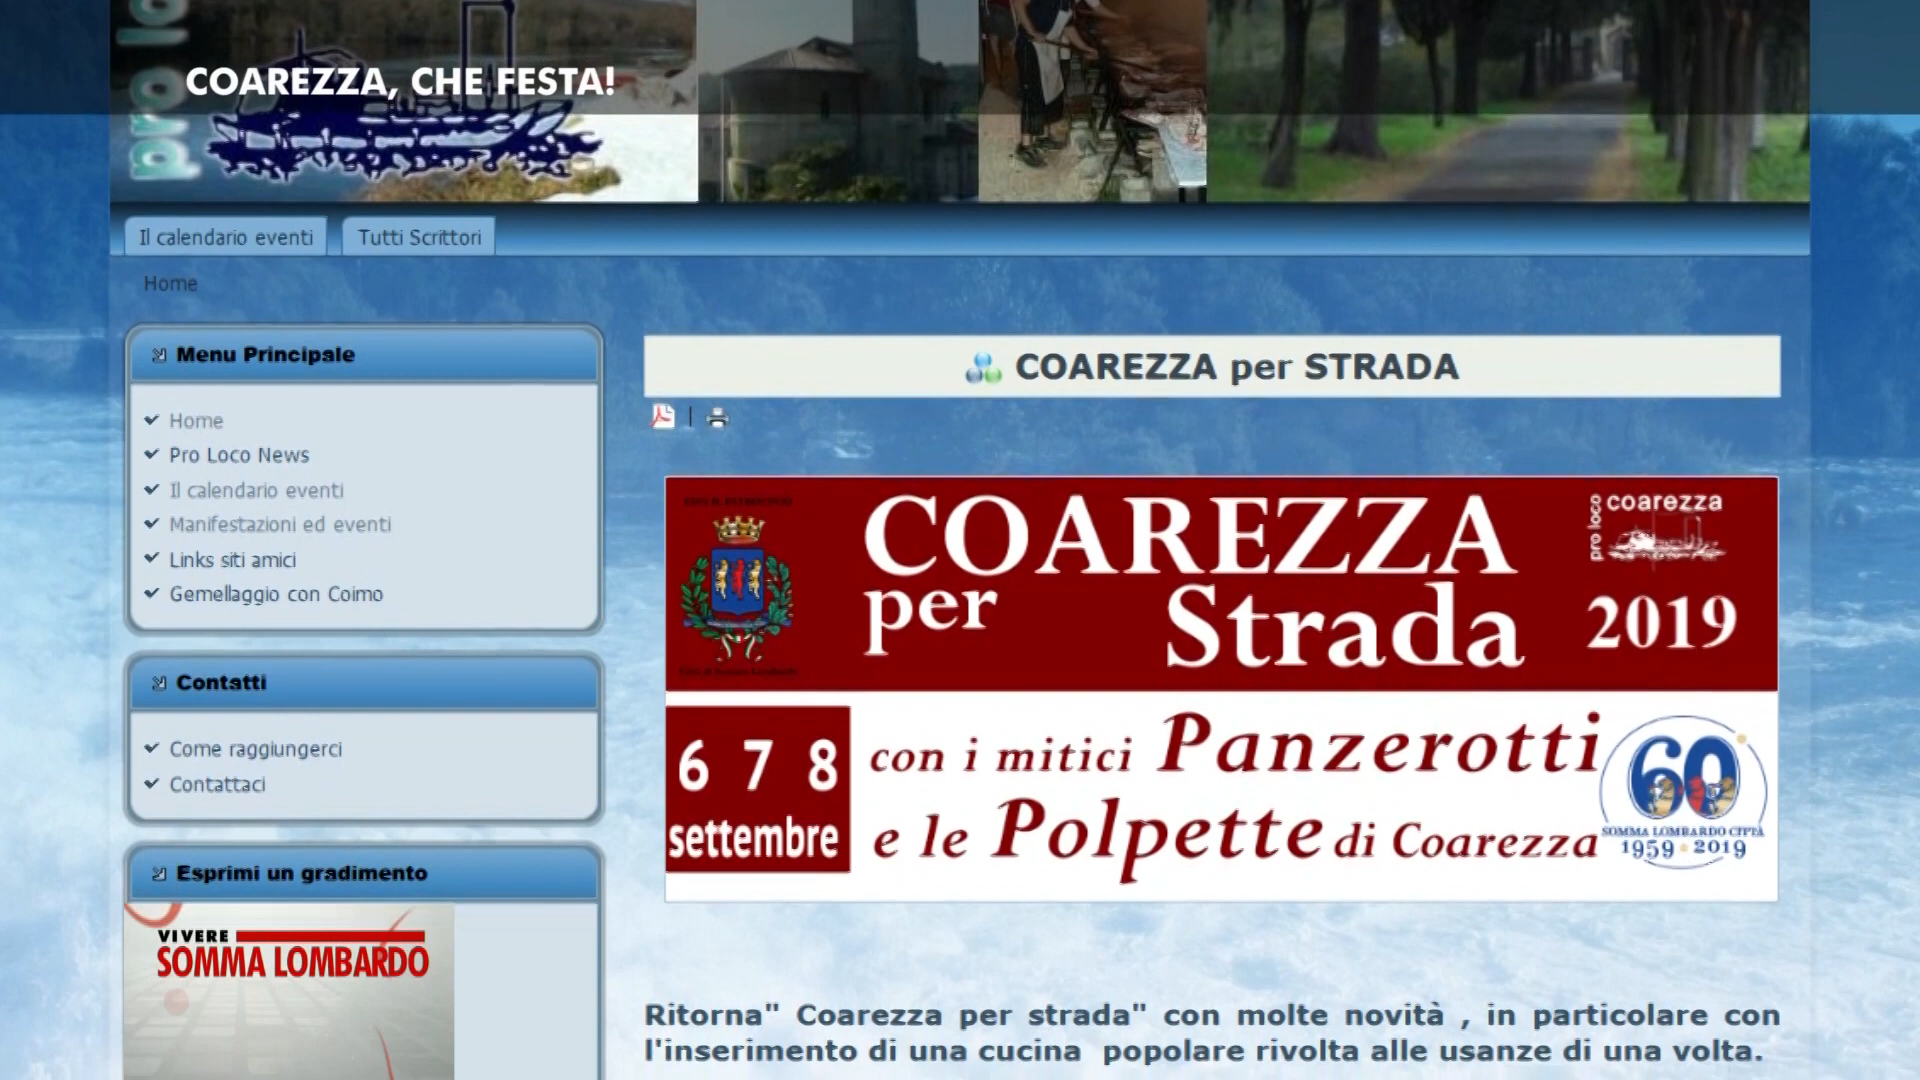 pro lo
COAREZZA, CHE FESTA!
Il calendario eventi
Tutti Scrittori
Home
Menu Principale
Home
Pro Loco News
Il calendario eventi
Manifestazioni ed eventi
Links siti amici
Gemellaggio con Coimo
Contatti
Come raggiungerci
Contattaci
Esprimi un gradimento
VIVERE
SOMMA LOMBARDO
COAREZZA per STRADA
COAREZZA
per Strada
pro loco
coarezza
2019
6 7 8
settembre
con i mitici Panzerotti
e le Polpette di Coarezza
60
SOMMA LOMBARDO CITTÀ
1959 • 2019
Ritorna" Coarezza per strada" con molte novità , in particolare con
l'inserimento di una cucina popolare rivolta alle usanze di una volta.